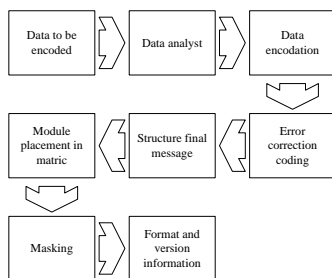 Data to be
encoded
Data analyst
Data
encodation
Error
correction
coding
Structure final
message
Module
placement in
matric
Masking
Format and
version
information